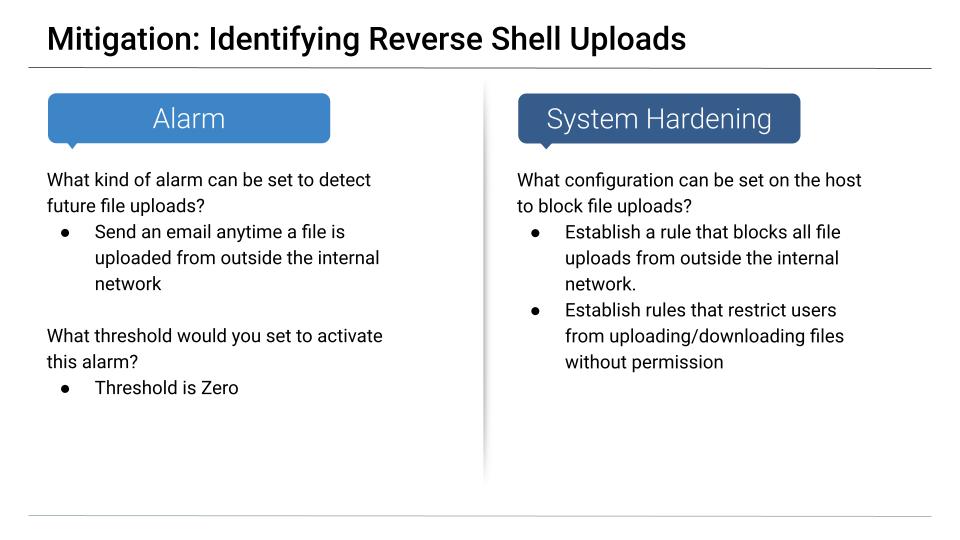 Mitigation: Identifying Reverse Shell Uploads
Alarm
What kind of alarm can be set to detect
future file uploads?
● Send an email anytime a file is
uploaded from outside the internal
network
What threshold would you set to activate
this alarm?
● Threshold is Zero
System Hardening
What configuration can be set on the host
to block file uploads?
● Establish a rule that blocks all file
uploads from outside the internal
network.
● Establish rules that restrict users
from uploading/downloading files
without permission